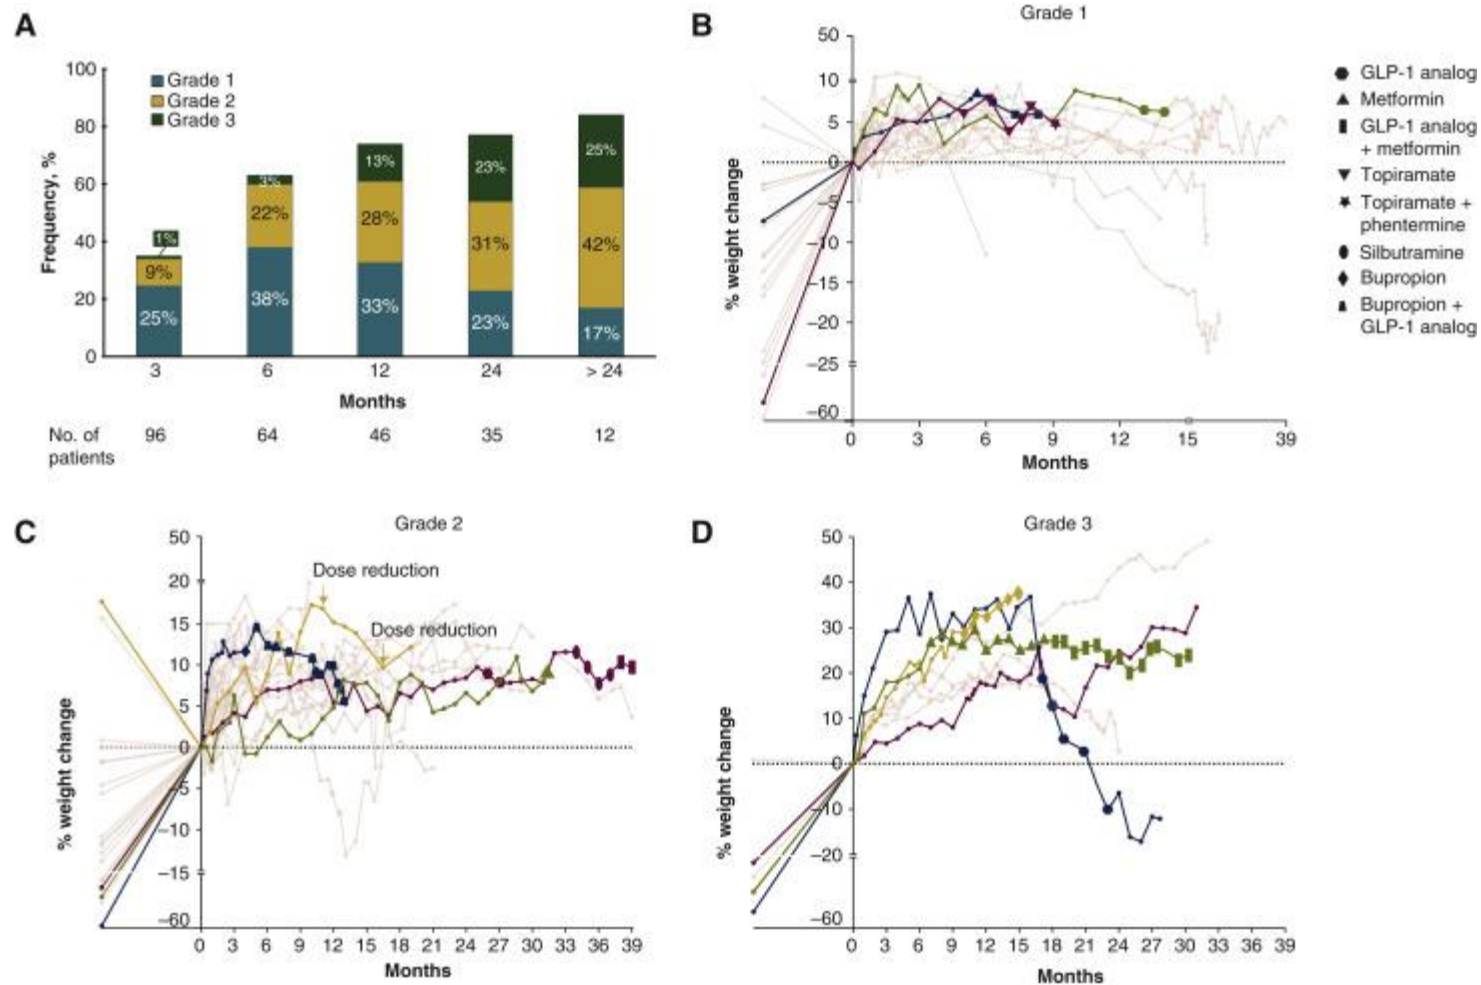 A
100
80
60
40
20
0
Frequency, %
Grade 1
Grade 2
Grade 3
1%
9%
25%
3%
22%
38%
13%
28%
33%
23%
31%
23%
25%
42%
17%
3 6 12 24 > 24
Months
No. of
patients
96 64 46 35 12
B
Grade 1
50
10
5
0
–5
–10
–15
–20
–25
–60
% weight change
0 3 6 9 12 15 39
Months
GLP-1 analog
Metformin
GLP-1 analog
+ metformin
Topiramate
Topiramate +
phentermine
Silbutramine
Bupropion
Bupropion +
GLP-1 analog
C
Grade 2
50
20
15
10
5
0
–5
–10
–15
–60
% weight change
Dose reduction
Dose reduction
0 3 6 9 12 15 18 21 24 27 30 33 36 39
Months
D
Grade 3
50
40
30
20
10
0
–10
–20
–60
% weight change
0 3 6 9 12 15 18 21 24 27 30 33 36 39
Months